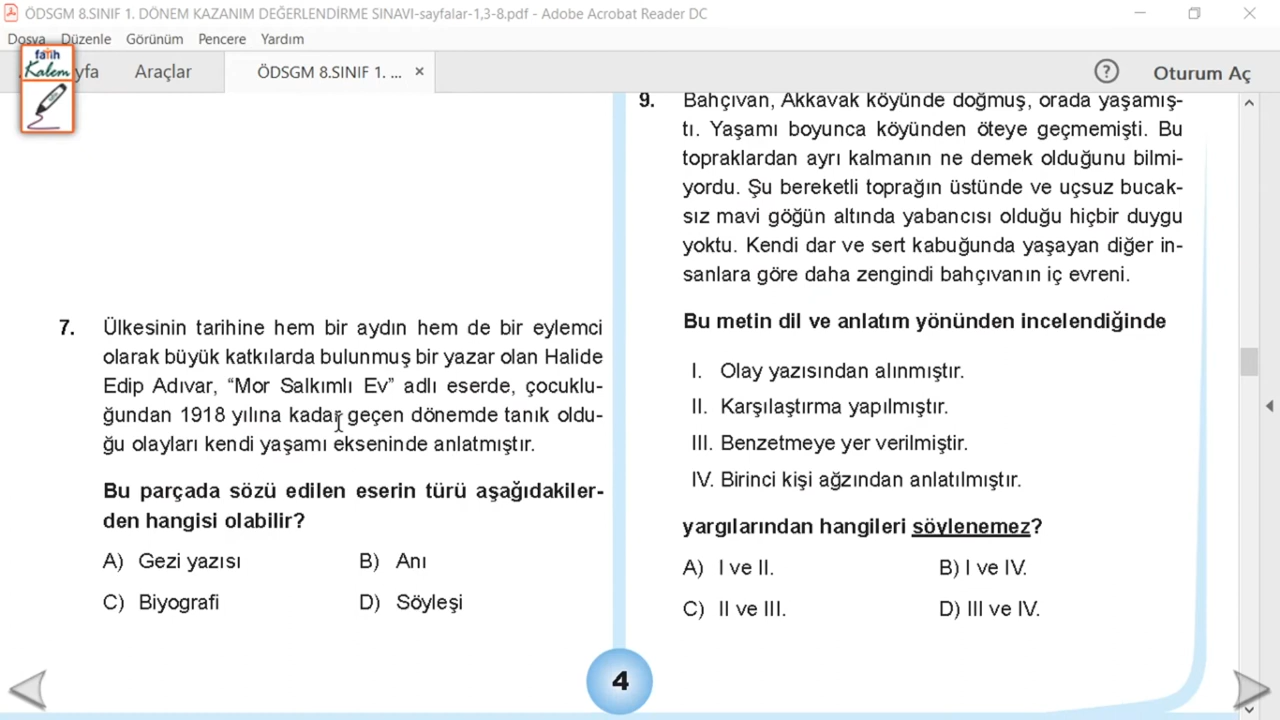 ÖDSGM 8.SINIF 1. DÖNEM KAZANIM DEĞERLENDİRME SINAVI-sayfalar-1,3-8.pdf - Adobe Acrobat Reader DC
Dosya Düzenle Görünüm Pencere Yardım
fatih
Kalem
yfa Araçlar ÖDSGM 8.SINIF 1. ... × ? Oturum Aç
7. Ülkesinin tarihine hem bir aydın hem de bir eylemci
olarak büyük katkılarda bulunmuş bir yazar olan Halide
Edip Adıvar, “Mor Salkımlı Ev” adlı eserde, çocuklu-
ğundan 1918 yılına kadar geçen dönemde tanık oldu-
ğu olayları kendi yaşamı ekseninde anlatmıştır.
Bu parçada sözü edilen eserin türü aşağıdakiler-
den hangisi olabilir?
A) Gezi yazısı B) Anı
C) Biyografi D) Söyleşi
9. Bahçıvan, Akkavak köyünde doğmuş, orada yaşamış-
tı. Yaşamı boyunca köyünden öteye geçmemişti. Bu
topraklardan ayrı kalmanın ne demek olduğunu bilmi-
yordu. Şu bereketli toprağın üstünde ve uçsuz bucak-
sız mavi göğün altında yabancısı olduğu hiçbir duygu
yoktu. Kendi dar ve sert kabuğunda yaşayan diğer in-
sanlara göre daha zengindi bahçıvanın iç evreni.
Bu metin dil ve anlatım yönünden incelendiğinde
I. Olay yazısından alınmıştır.
II. Karşılaştırma yapılmıştır.
III. Benzetmeye yer verilmiştir.
IV. Birinci kişi ağzından anlatılmıştır.
yargılarından hangileri söylenemez?
A) I ve II. B) I ve IV.
C) II ve III. D) III ve IV.
4